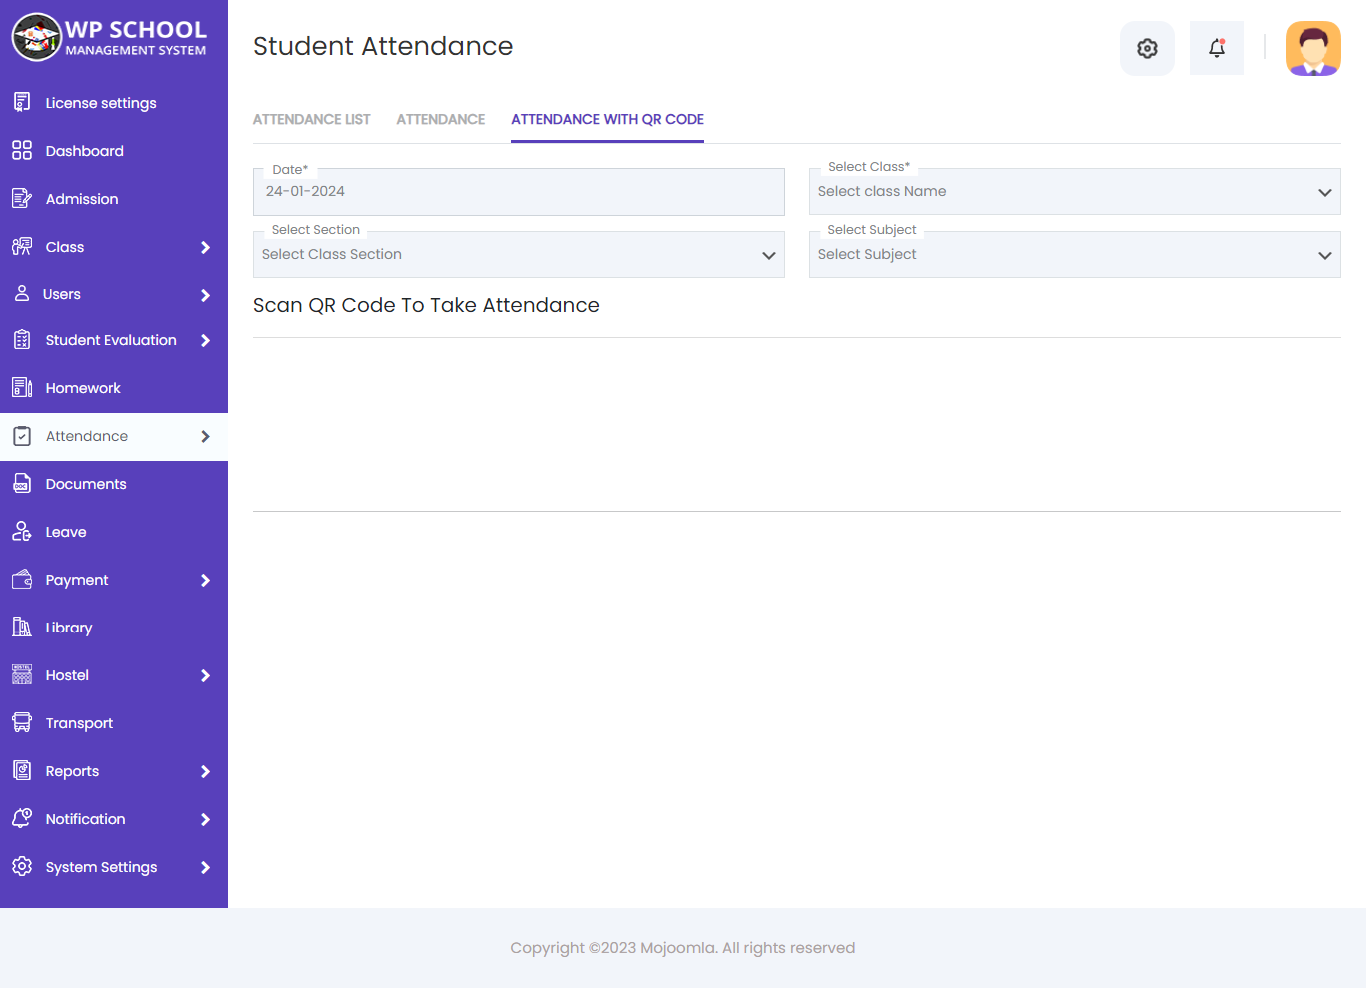 WP SCHOOL
MANAGEMENT SYSTEM
License settings
Dashboard
Admission
Class
Users
Student Evaluation
Homework
Attendance
Documents
Leave
Payment
Library
Hostel
Transport
Reports
Notification
System Settings
Student Attendance
ATTENDANCE LIST
ATTENDANCE
ATTENDANCE WITH QR CODE
Date*
24-01-2024
Select Class*
Select class Name
Select Section
Select Class Section
Select Subject
Select Subject
Scan QR Code To Take Attendance
Copyright ©2023 Mojoomla. All rights reserved